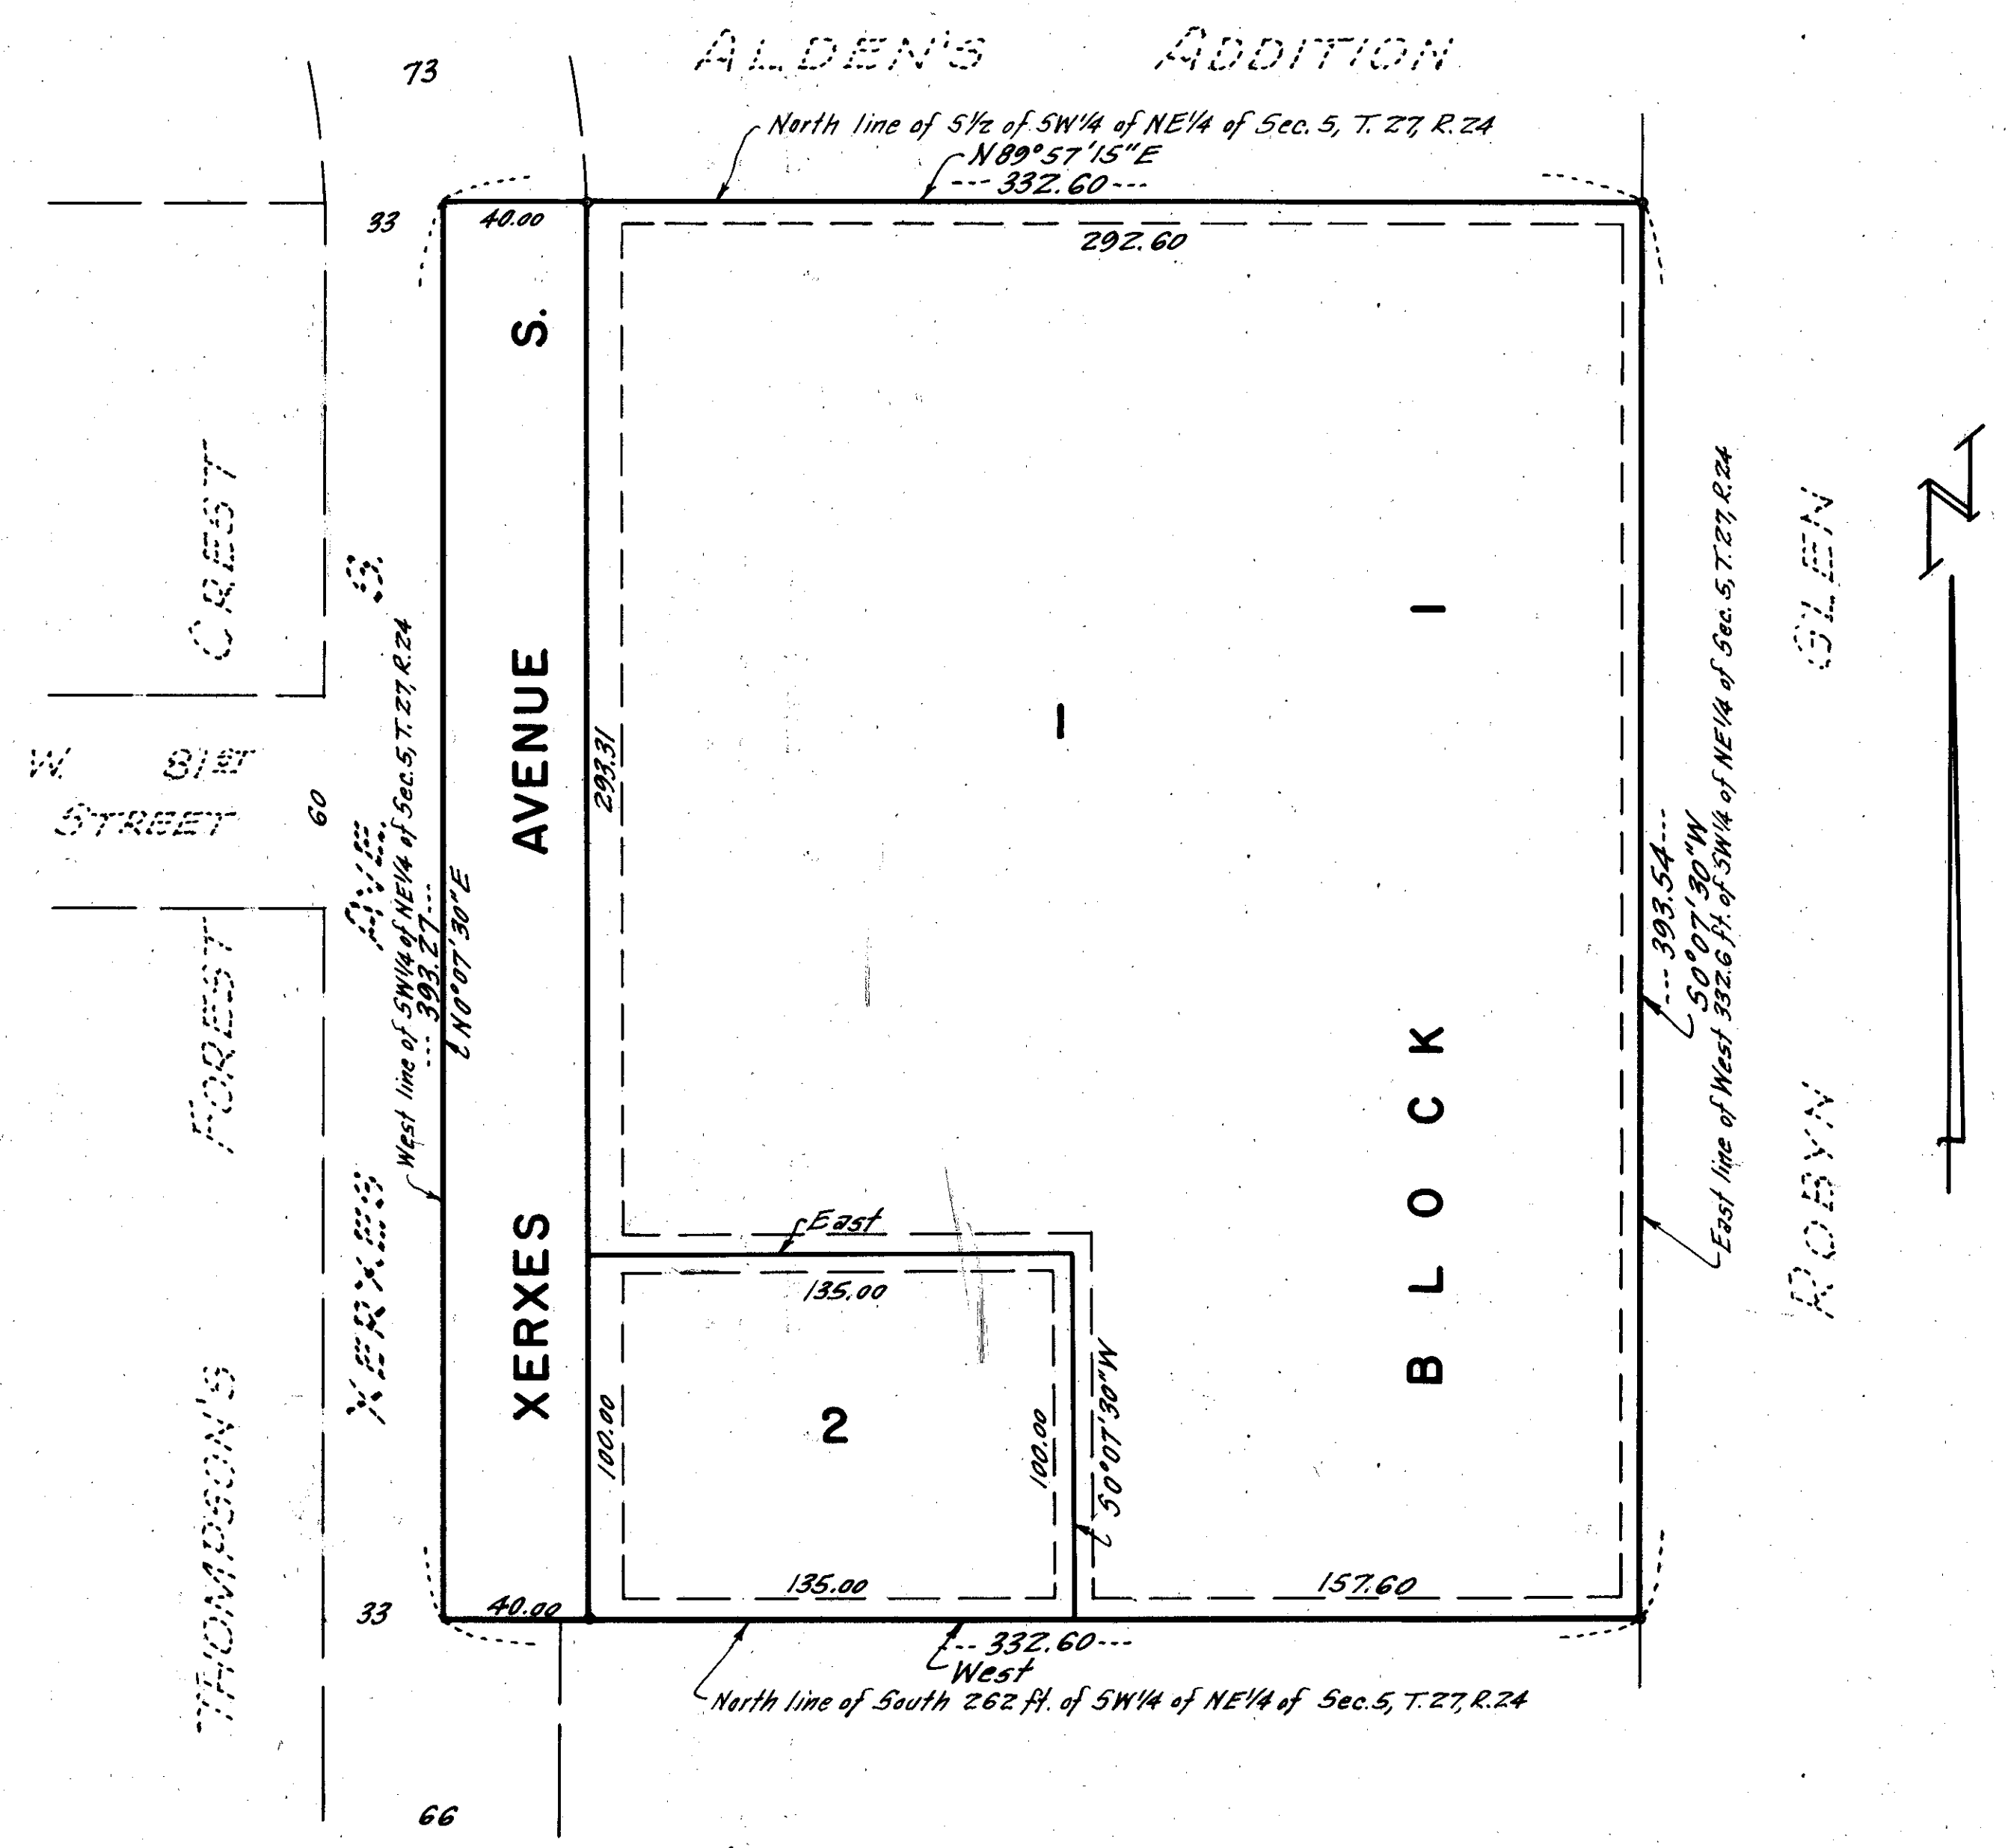 ALDEN'S ADDITION
73
North line of S½ of SW¼ of NE¼ of Sec. 5, T. 27, R. 24
N89°57'15"E
--- 332.60 ---
33
40.00
292.60
XERXES AVENUE S.
293.31
1
BLOCK 1
THOMPSON'S FOREST CREST
W. 81ST
STREET
60
XERXES AVE. S.
West line of SW¼ of NE¼ of Sec. 5, T. 27, R. 24
--- 393.27 ---
N0°07'30"E
--- 393.54 ---
S0°07'30"W
East line of West 332.6 ft. of SW¼ of NE¼ of Sec. 5, T. 27, R. 24
ROBYN GLEN
N
East
135.00
100.00
2
100.00
S0°07'30"W
135.00
157.60
33
40.00
--- 332.60 ---
West
North line of South 262 ft. of SW¼ of NE¼ of Sec. 5, T. 27, R. 24
66